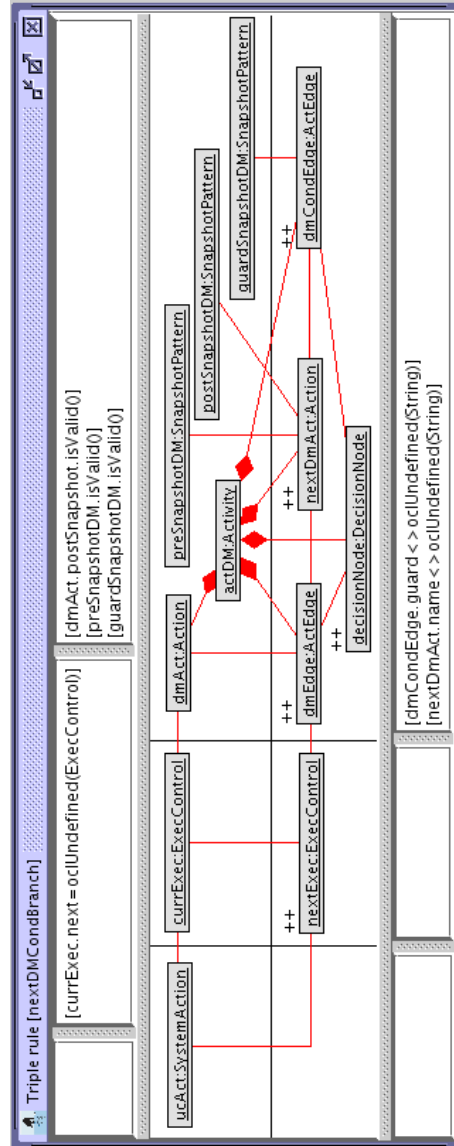 Triple rule [nextDMCondBranch]
[currExec.next=oclUndefined(ExecControl)]
[dmAct.postSnapshot.isValid()]
[preSnapshotDM.isValid()]
[guardSnapshotDM.isValid()]
ucAct:SystemAction
currExec:ExecControl
dmAct:Action
preSnapshotDM:SnapshotPattern
postSnapshotDM:SnapshotPattern
guardSnapshotDM:SnapshotPattern
actDM:Activity
++
nextExec:ExecControl
++
dmEdge:ActEdge
++
nextDmAct:Action
++
dmCondEdge:ActEdge
++
decisionNode:DecisionNode
[dmCondEdge.guard<>oclUndefined(String)]
[nextDmAct.name<>oclUndefined(String)]